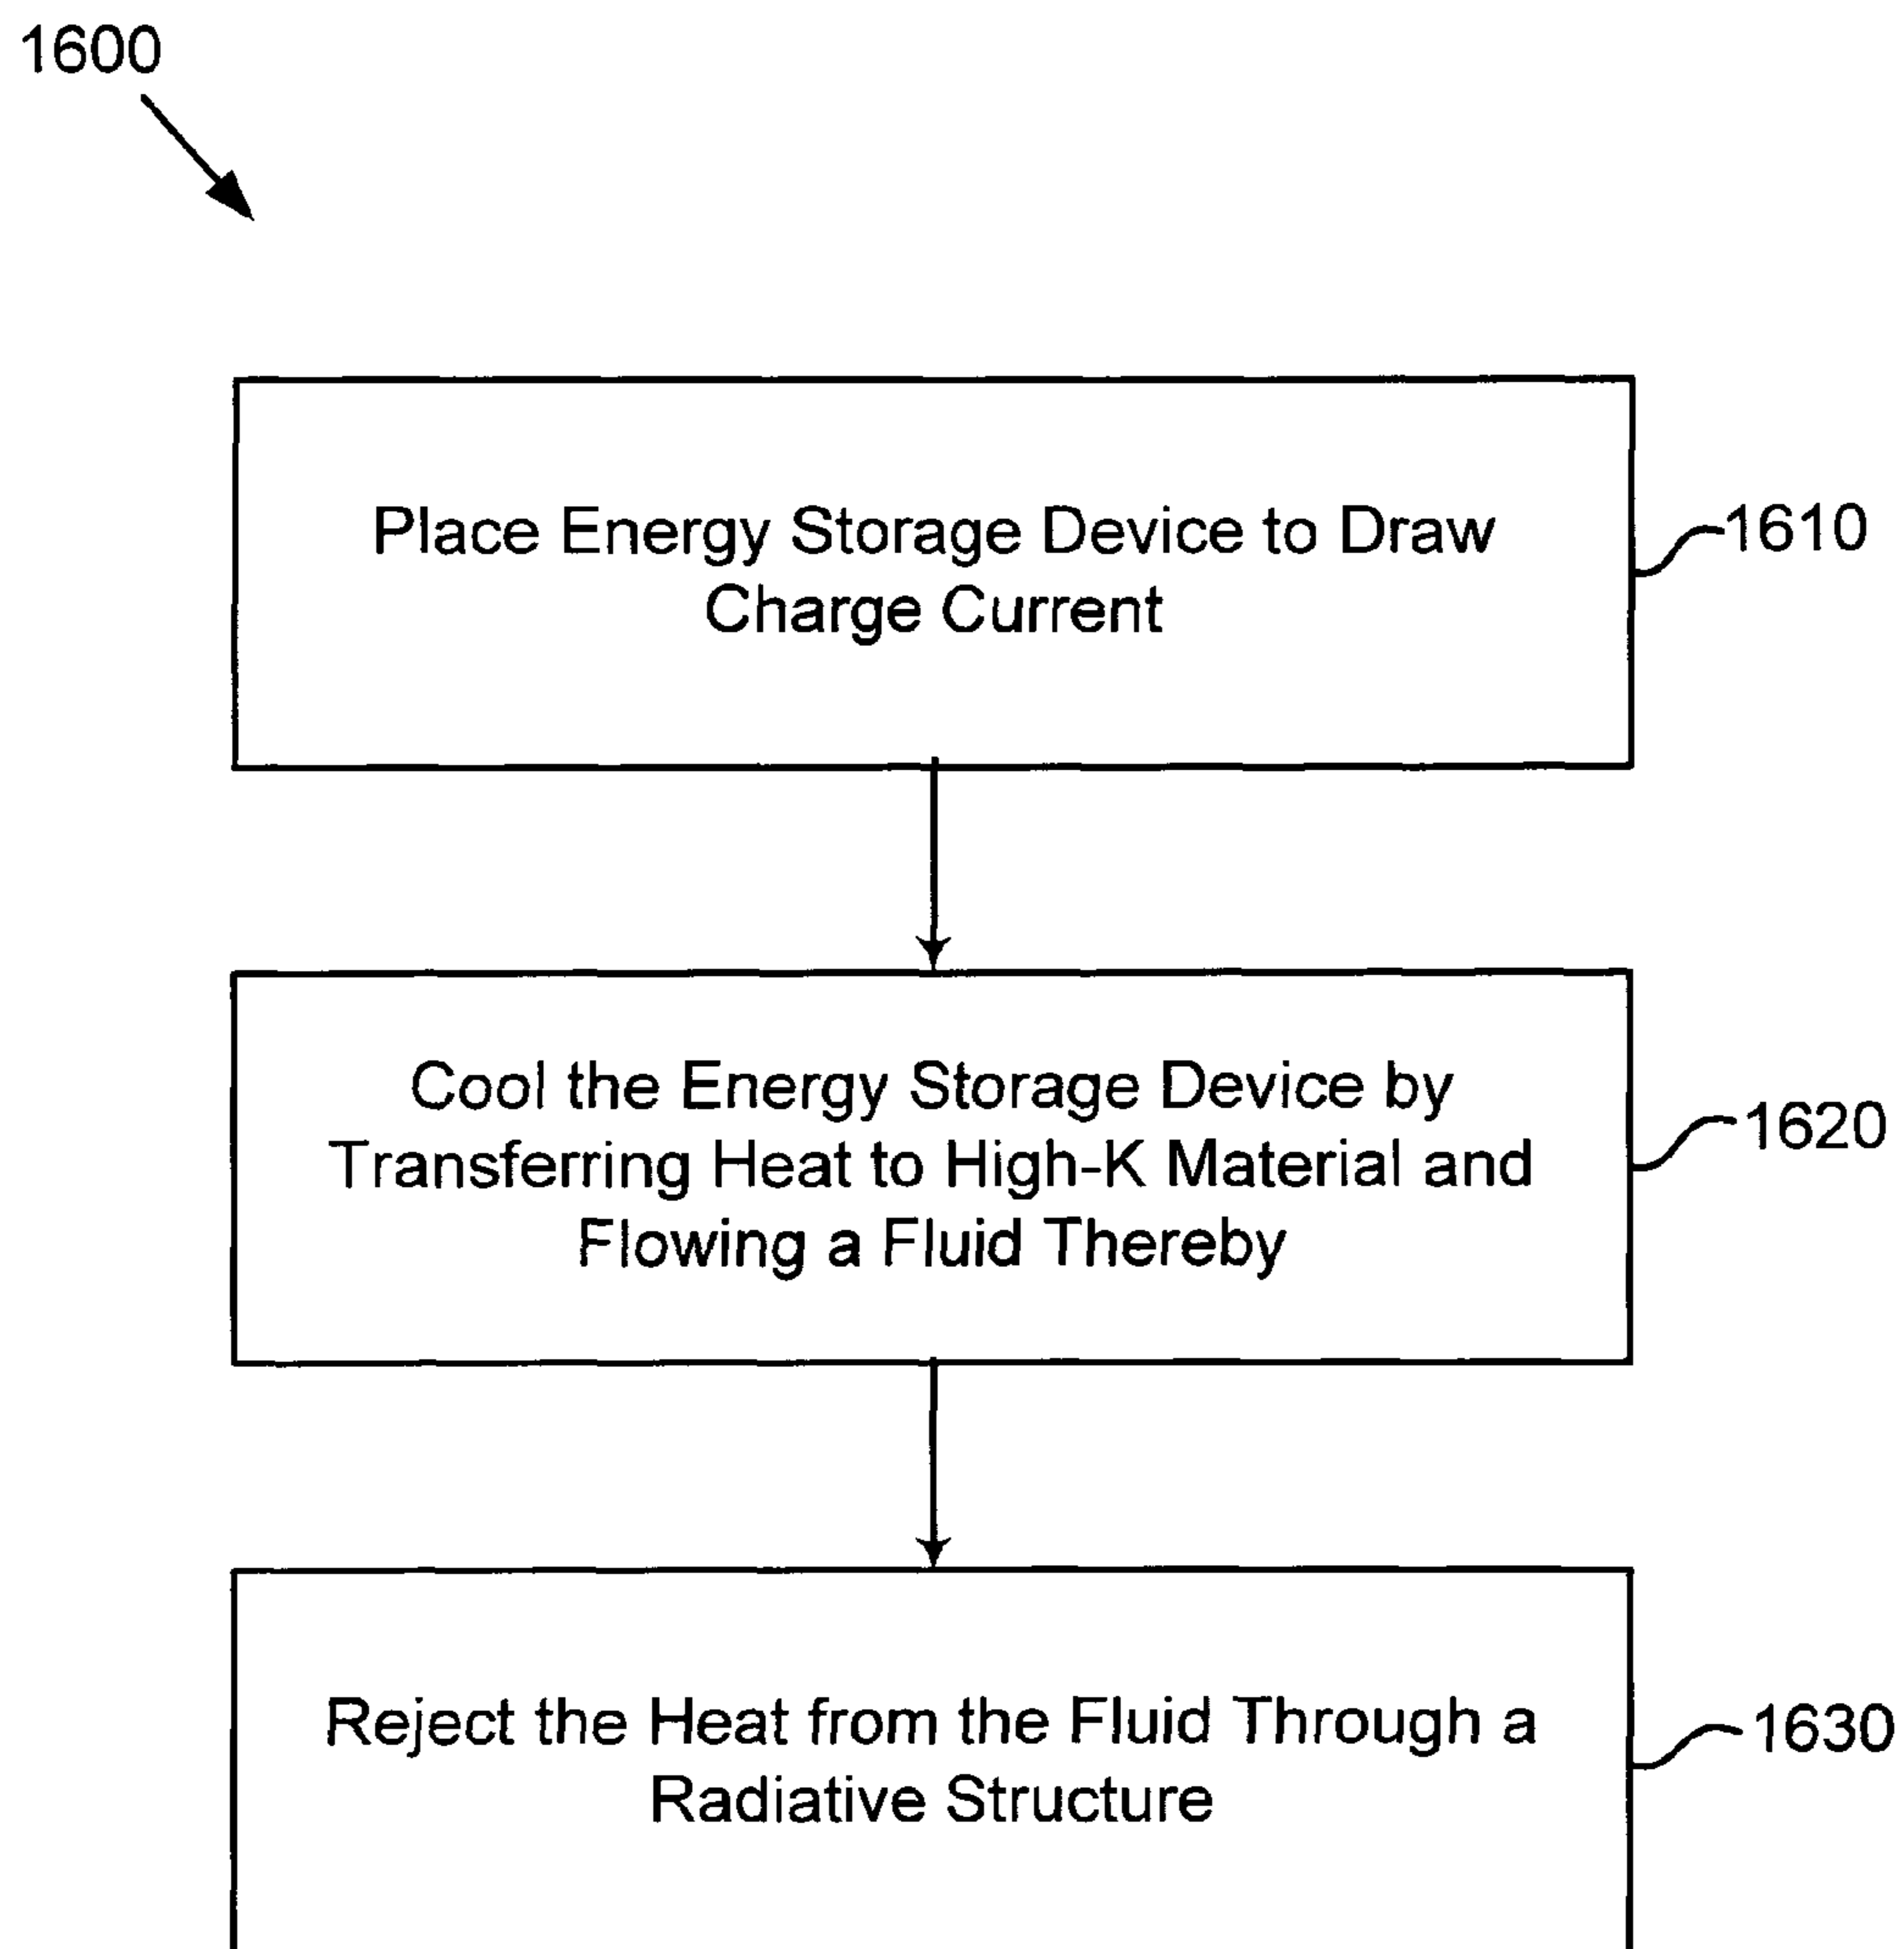 1600
Place Energy Storage Device to Draw
Charge Current
1610
Cool the Energy Storage Device by
Transferring Heat to High-K Material and
Flowing a Fluid Thereby
1620
Reject the Heat from the Fluid Through a
Radiative Structure
1630